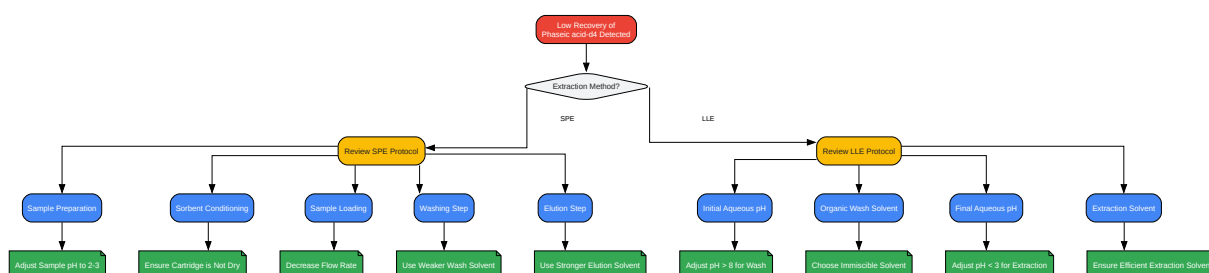 Low Recovery of
Phaseic acid-d4 Detected
Extraction Method?
SPE
LLE
Review SPE Protocol
Review LLE Protocol
Sample Preparation
Sorbent Conditioning
Sample Loading
Washing Step
Elution Step
Initial Aqueous pH
Organic Wash Solvent
Final Aqueous pH
Extraction Solvent
Adjust Sample pH to 2-3
Ensure Cartridge is Not Dry
Decrease Flow Rate
Use Weaker Wash Solvent
Use Stronger Elution Solvent
Adjust pH > 8 for Wash
Choose Immiscible Solvent
Adjust pH < 3 for Extraction
Ensure Efficient Extraction Solvent